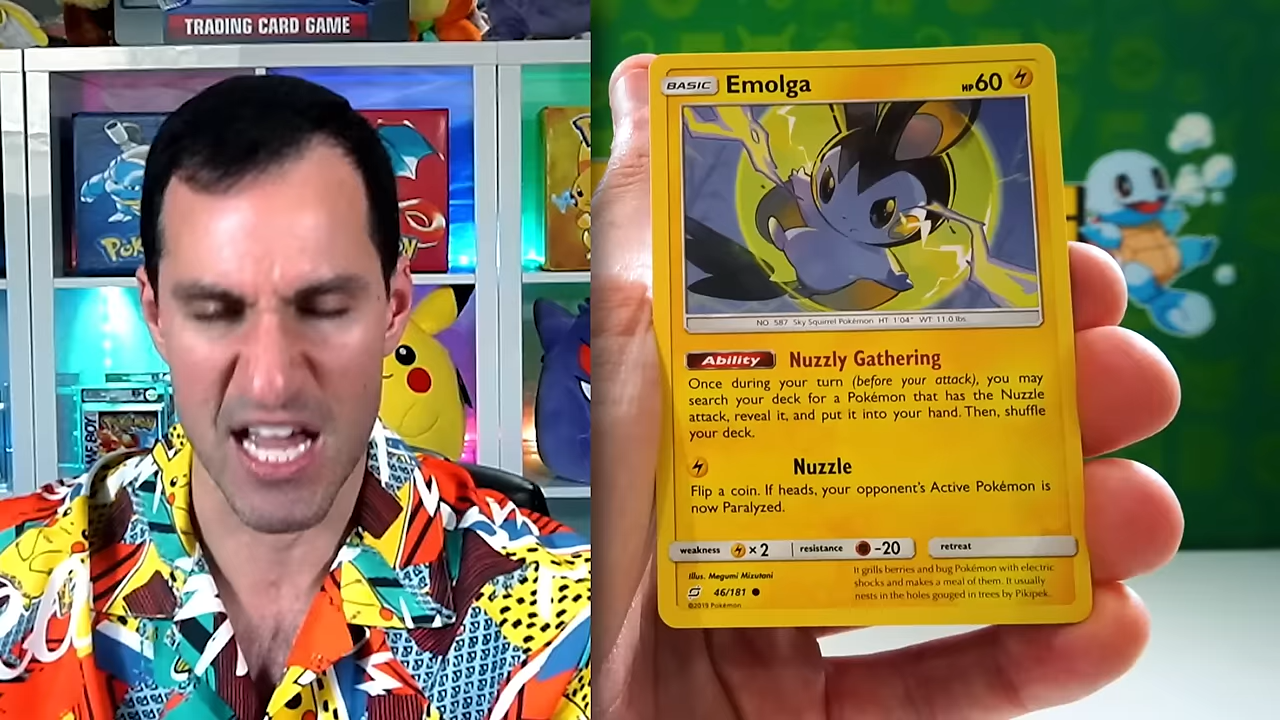 TRADING CARD GAME
BASIC Emolga HP60
NO. 587 Sky Squirrel Pokémon HT: 1'04" WT: 11.0 lbs
Ability Nuzzly Gathering
Once during your turn (before your attack), you may
search your deck for a Pokémon that has the Nuzzle
attack, reveal it, and put it into your hand. Then, shuffle
your deck.
Nuzzle
Flip a coin. If heads, your opponent's Active Pokémon is
now Paralyzed.
weakness ×2 resistance -20 retreat
Illus. Megumi Mizutani
46/181
©2019 Pokémon
It grills berries and bug Pokémon with electric
shocks and makes a meal of them. It usually
nests in the holes gouged in trees by Pikipek.